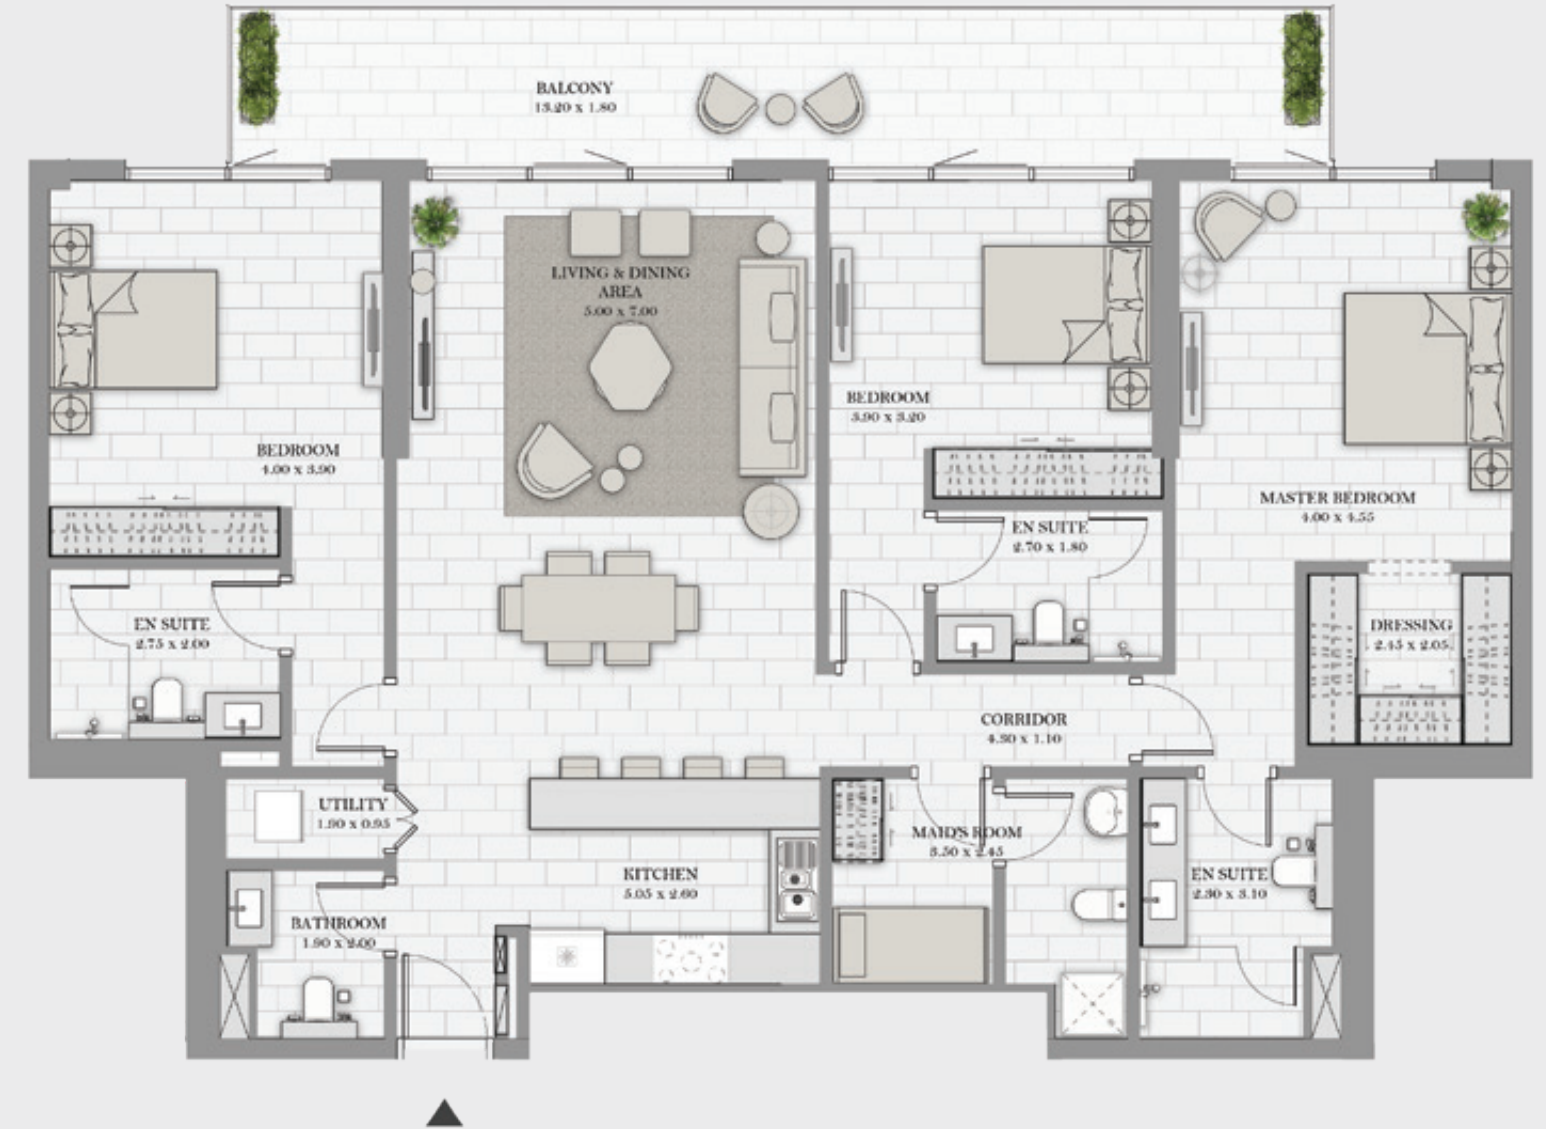 BALCONY
13.20 x 1.80
LIVING & DINING
AREA
5.00 x 7.00
BEDROOM
3.90 x 3.20
BEDROOM
4.00 x 3.90
MASTER BEDROOM
4.00 x 4.55
EN SUITE
2.70 x 1.80
EN SUITE
2.75 x 2.00
DRESSING
2.45 x 2.05
CORRIDOR
4.30 x 1.10
UTILITY
1.90 x 0.95
MAID'S ROOM
3.50 x 2.45
KITCHEN
5.05 x 2.60
EN SUITE
2.30 x 3.10
BATHROOM
1.90 x 2.00